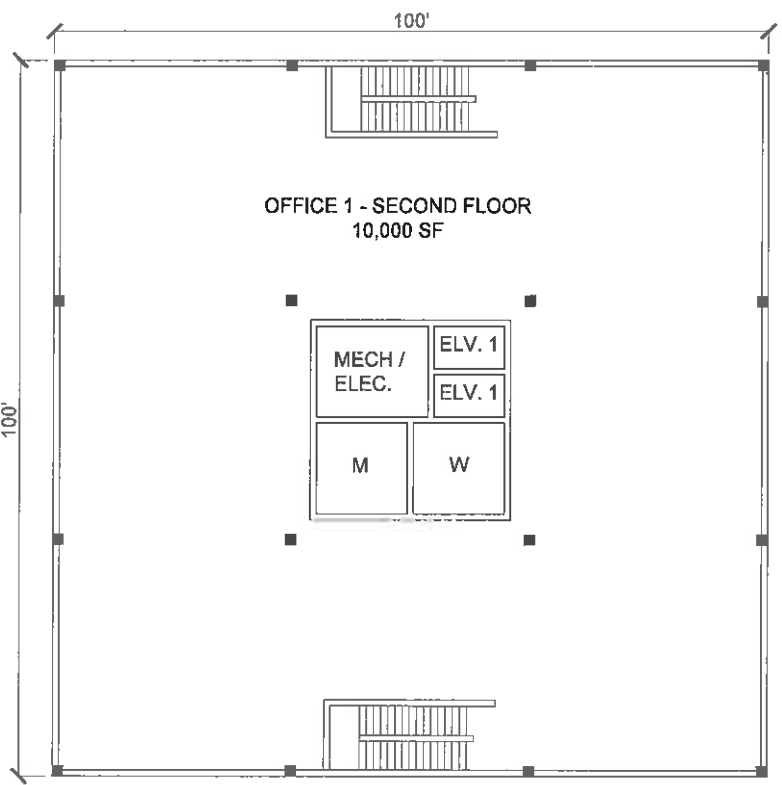 100'
OFFICE 1 - SECOND FLOOR
10,000 SF
MECH /
ELEC.
ELV. 1
ELV. 1
100'
M
W